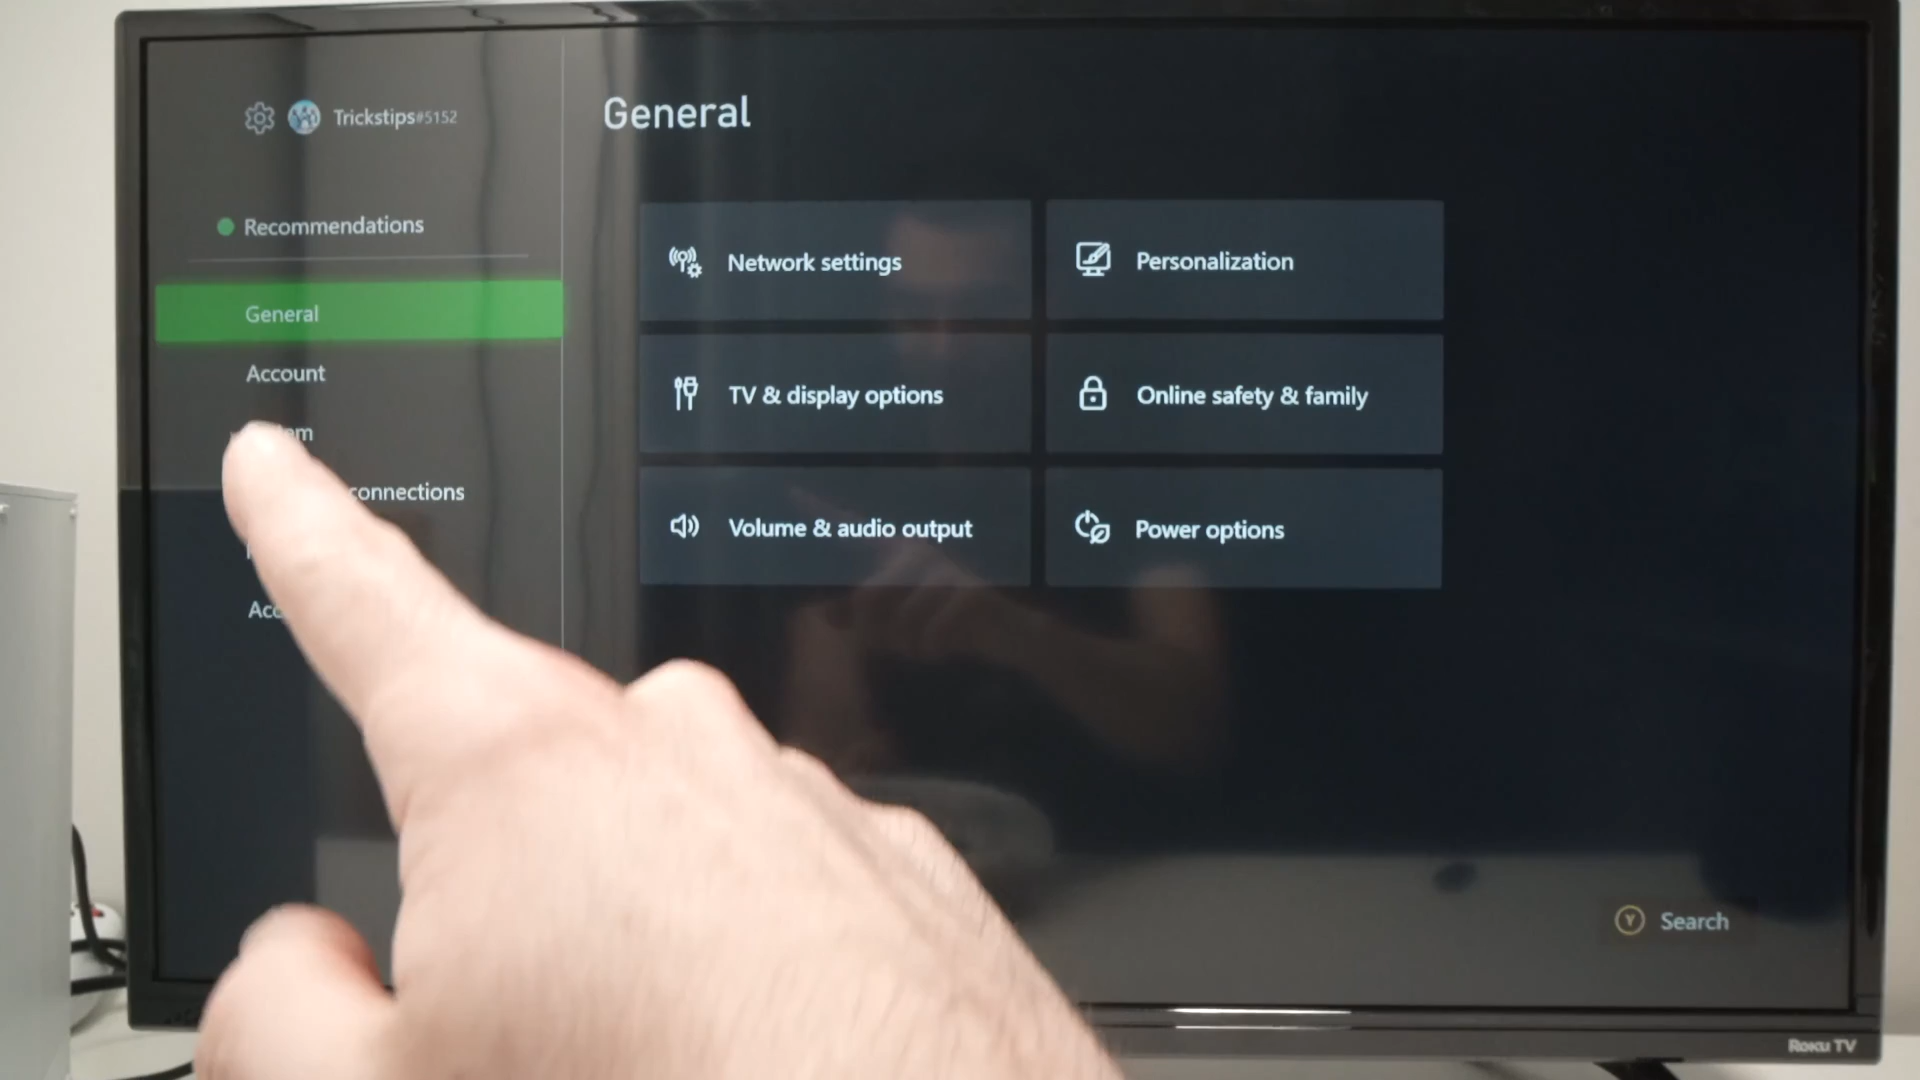 Trickstips#5152
General
Recommendations
General
Account
connections
Network settings
Personalization
TV & display options
Online safety & family
Volume & audio output
Power options
Y Search
Roku TV